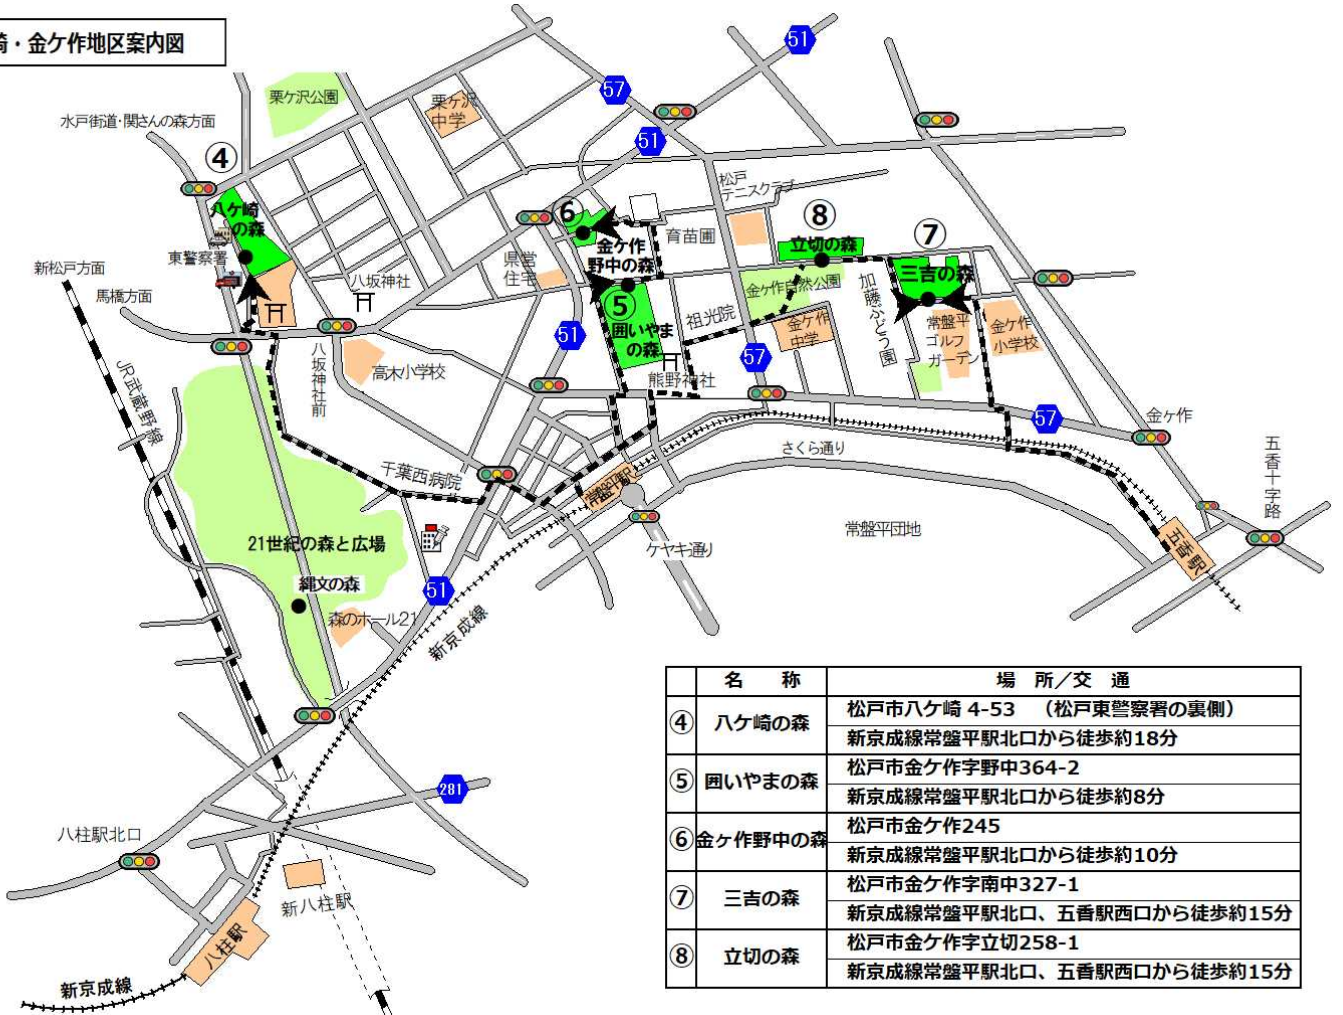 崎・金ケ作地区案内図
51
57
栗ケ沢公園
栗ケ沢
中学
水戸街道・関さんの森方面
51
④
松戸
テニスクラブ
⑥
⑧
⑦
八ケ崎
の森
育苗圃
立切の森
金ケ作
野中の森
東警察署
県営
住宅
三吉の森
新松戸方面
八坂神社
金ケ作自然公園
加藤ぶどう園
馬橋方面
⑤
祖光院
囲いやま
の森
金ケ作
中学
常盤平
ゴルフ
ガーデン
金ケ作
小学校
51
57
八坂神社前
高木小学校
熊野神社
JR武蔵野線
57
金ヶ作
さくら通り
五香十字路
千葉西病院
常盤平駅
常盤平団地
21世紀の森と広場
ケヤキ通り
五香駅
縄文の森
51
森のホール21
新京成線
281
八柱駅北口
新八柱駅
八柱駅
新京成線
名 称 場 所/交 通
④ 八ケ崎の森 松戸市八ケ崎 4-53 (松戸東警察署の裏側)
新京成線常盤平駅北口から徒歩約18分
⑤ 囲いやまの森 松戸市金ケ作字野中364-2
新京成線常盤平駅北口から徒歩約8分
⑥ 金ヶ作野中の森 松戸市金ケ作245
新京成線常盤平駅北口から徒歩約10分
⑦ 三吉の森 松戸市金ケ作字南中327-1
新京成線常盤平駅北口、五香駅西口から徒歩約15分
⑧ 立切の森 松戸市金ケ作字立切258-1
新京成線常盤平駅北口、五香駅西口から徒歩約15分